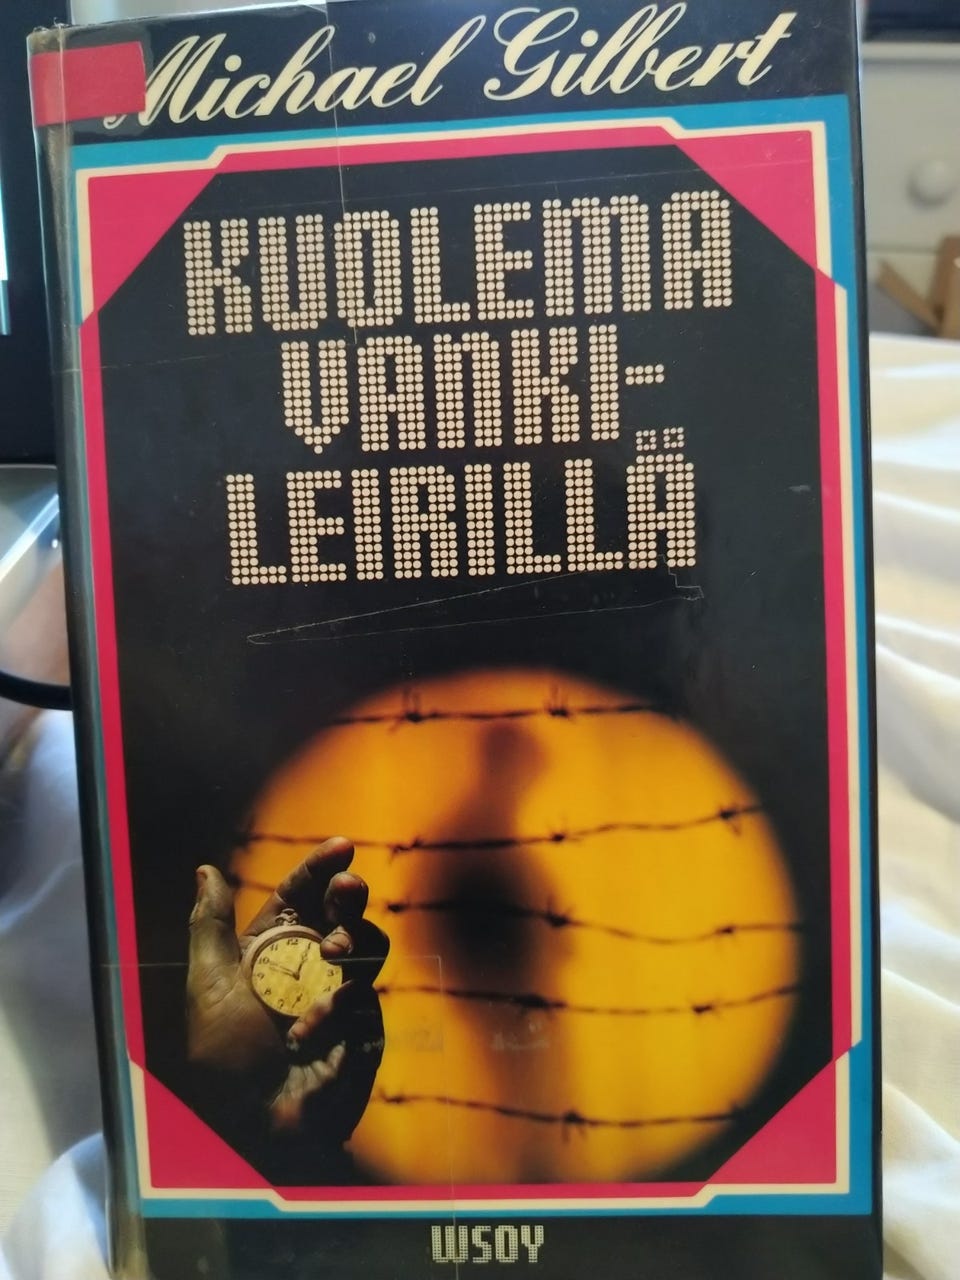 Michael Gilbert
KUOLEMA
VANKI-
LEIRILLÄ
WSOY